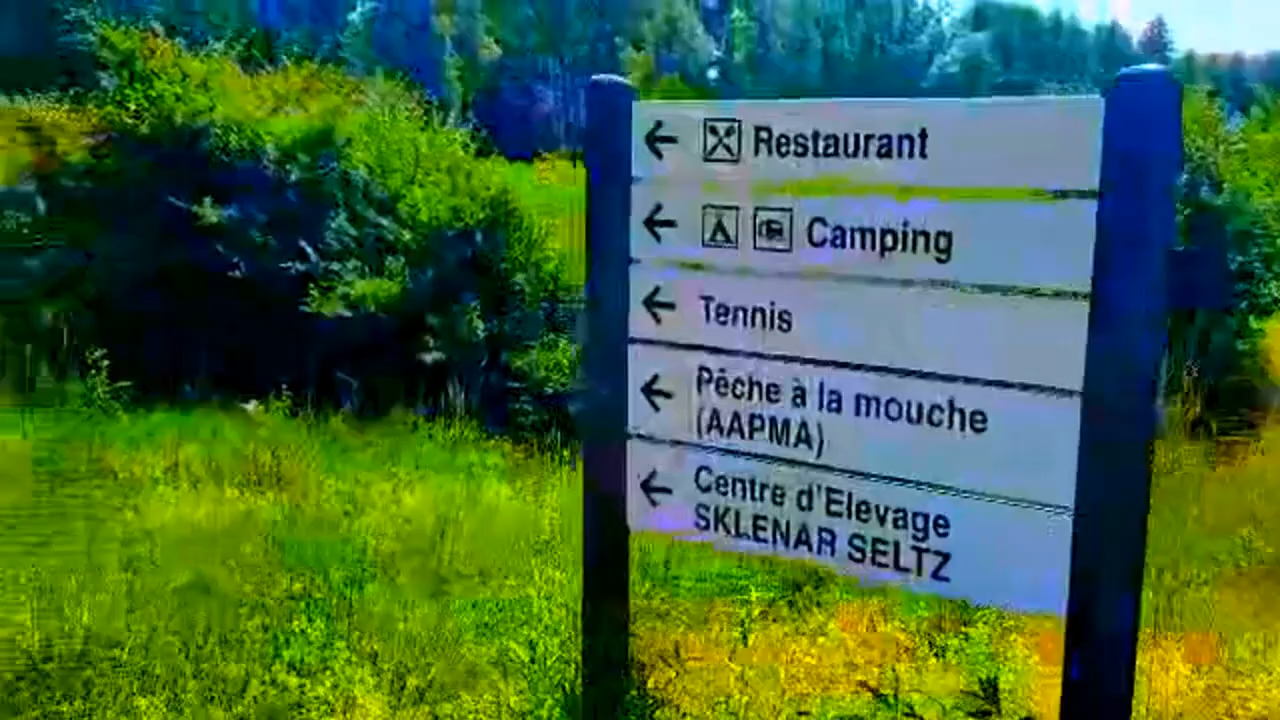 Restaurant
Camping
Tennis
Pêche à la mouche
(AAPMA)
Centre d'Elevage
SKLENAR SELTZ